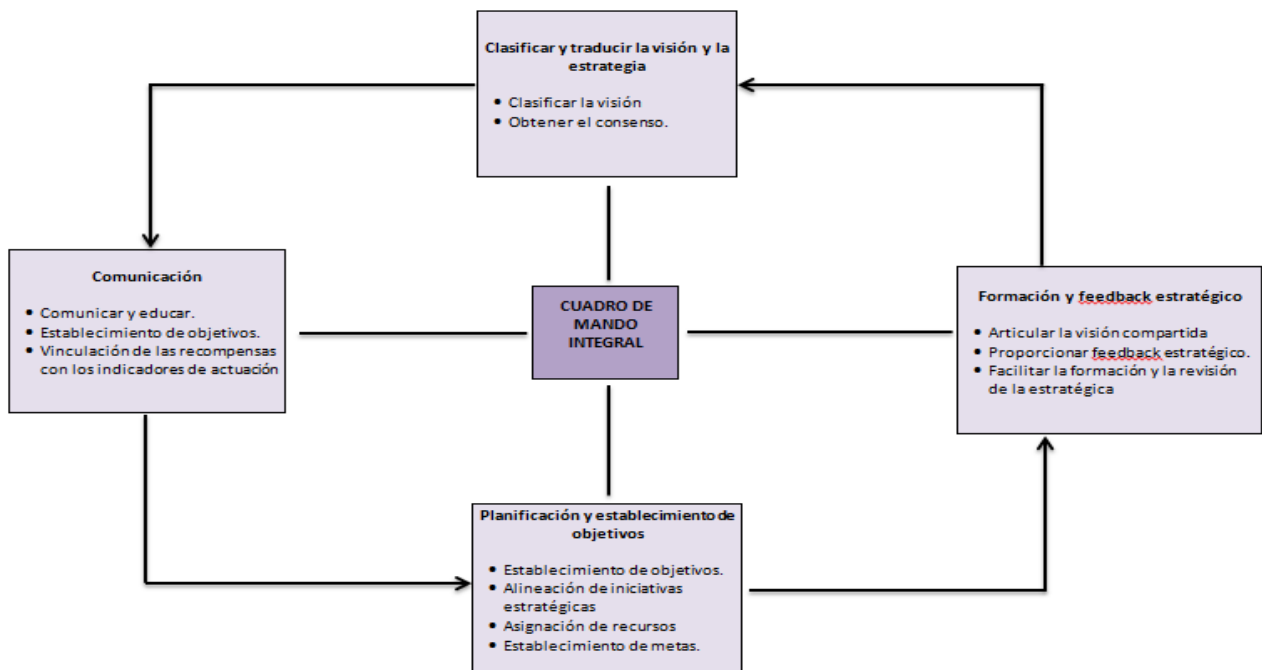 Clasificar y traducir la visión y la
estrategia
• Clasificar la visión
• Obtener el consenso.
Comunicación
• Comunicar y educar.
• Establecimiento de objetivos.
• Vinculación de las recompensas
con los indicadores de actuación
CUADRO DE
MANDO
INTEGRAL
Formación y feedback estratégico
• Articular la visión compartida
• Proporcionar feedback estratégico.
• Facilitar la formación y la revisión
de la estratégica
Planificación y establecimiento de
objetivos
• Establecimiento de objetivos.
• Alineación de iniciativas
estratégicas
• Asignación de recursos
• Establecimiento de metas.